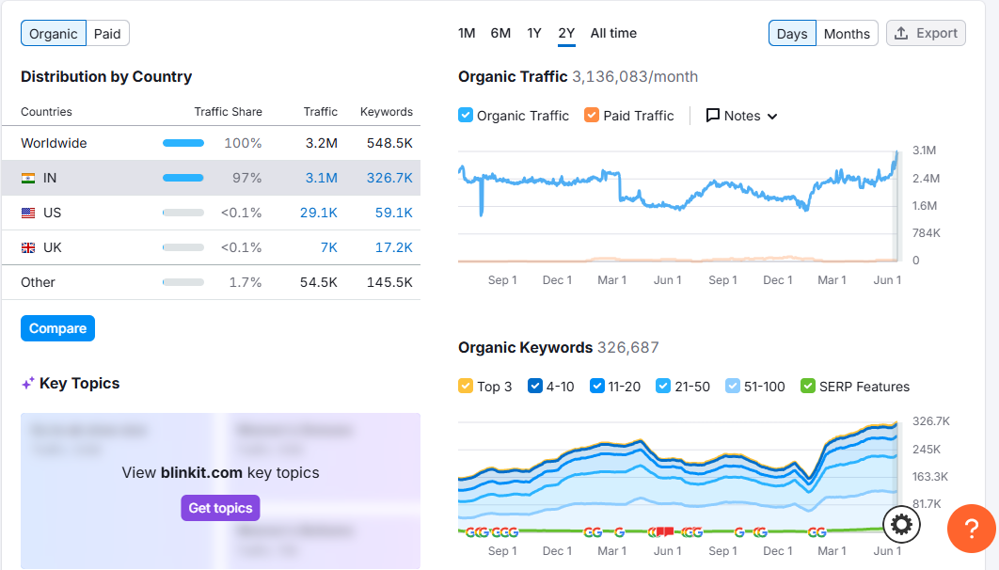 Organic Paid
Distribution by Country
Countries Traffic Share Traffic Keywords
Worldwide 100% 3.2M 548.5K
IN 97% 3.1M 326.7K
US <0.1% 29.1K 59.1K
UK <0.1% 7K 17.2K
Other 1.7% 54.5K 145.5K
Compare
Key Topics
View blinkit.com key topics
Get topics
1M 6M 1Y 2Y All time Days Months Export
Organic Traffic 3,136,083/month
Organic Traffic Paid Traffic Notes
3.1M
2.4M
1.6M
784K
0
Sep 1 Dec 1 Mar 1 Jun 1 Sep 1 Dec 1 Mar 1 Jun 1
Organic Keywords 326,687
Top 3 4-10 11-20 21-50 51-100 SERP Features
326.7K
245K
163.3K
81.7K
Sep 1 Dec 1 Mar 1 Jun 1 Sep 1 Dec 1 Mar 1 Jun 1
?